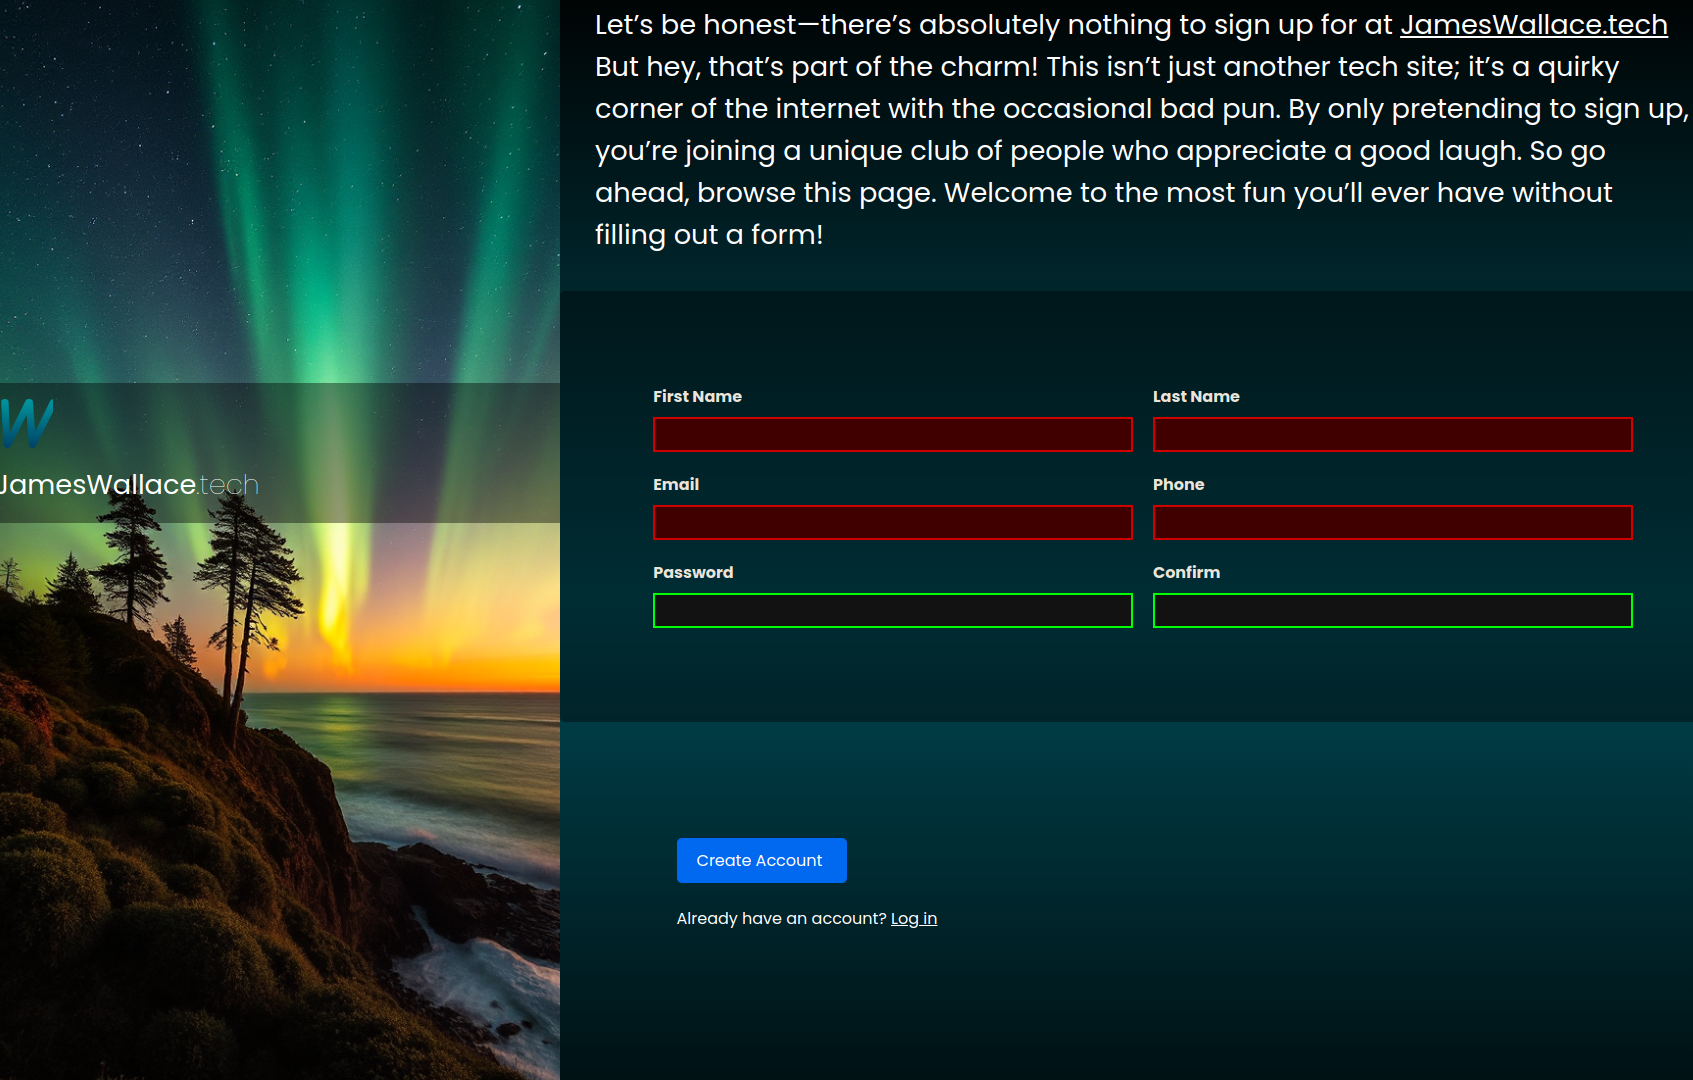 Let’s be honest—there’s absolutely nothing to sign up for at JamesWallace.tech
But hey, that’s part of the charm! This isn’t just another tech site; it’s a quirky
corner of the internet with the occasional bad pun. By only pretending to sign up,
you’re joining a unique club of people who appreciate a good laugh. So go
ahead, browse this page. Welcome to the most fun you’ll ever have without
filling out a form!
W
JamesWallace.tech
First Name
Last Name
Email
Phone
Password
Confirm
Create Account
Already have an account? Log in